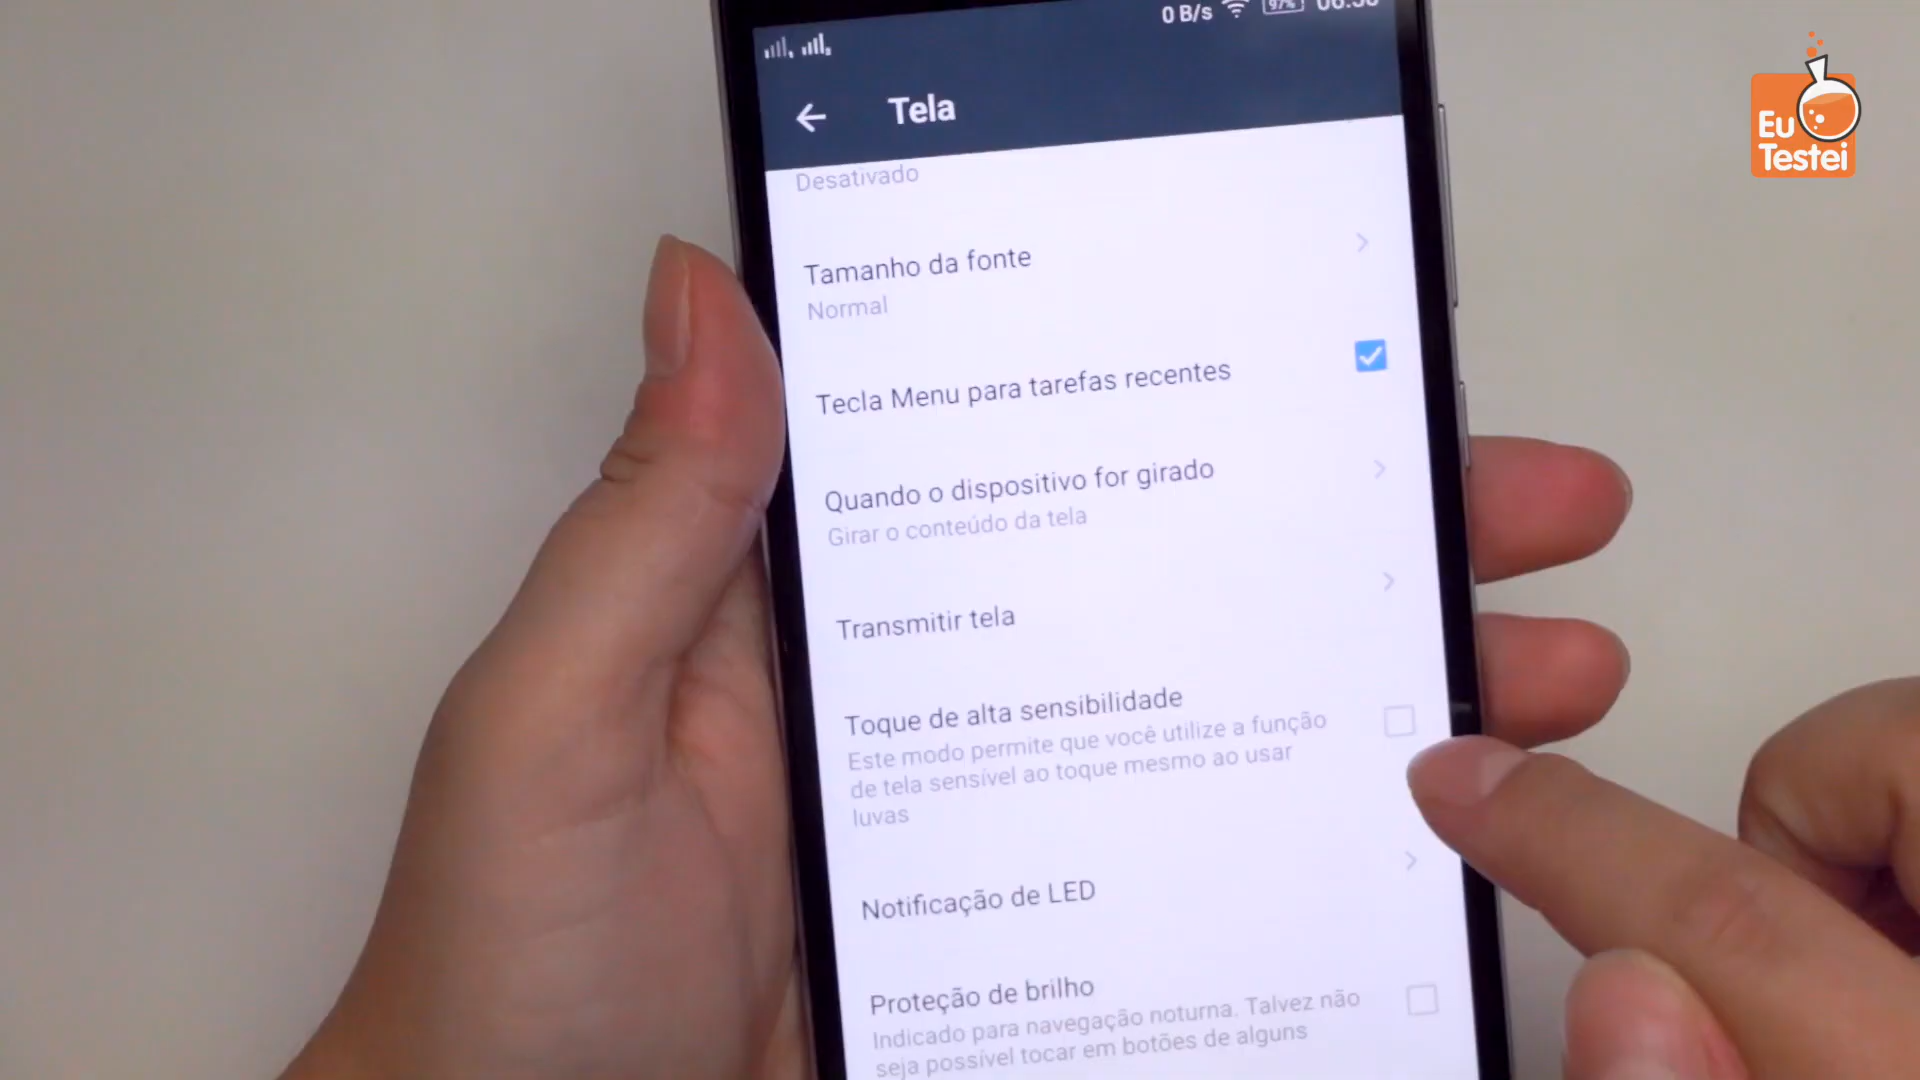 0 B/s 97%
Tela
Desativado
Tamanho da fonte
Normal
Tecla Menu para tarefas recentes
Quando o dispositivo for girado
Girar o conteúdo da tela
Transmitir tela
Toque de alta sensibilidade
Este modo permite que você utilize a função
de tela sensível ao toque mesmo ao usar
luvas
Notificação de LED
Proteção de brilho
Indicado para navegação noturna. Talvez não
seja possível tocar em botões de alguns
Eu
Testei